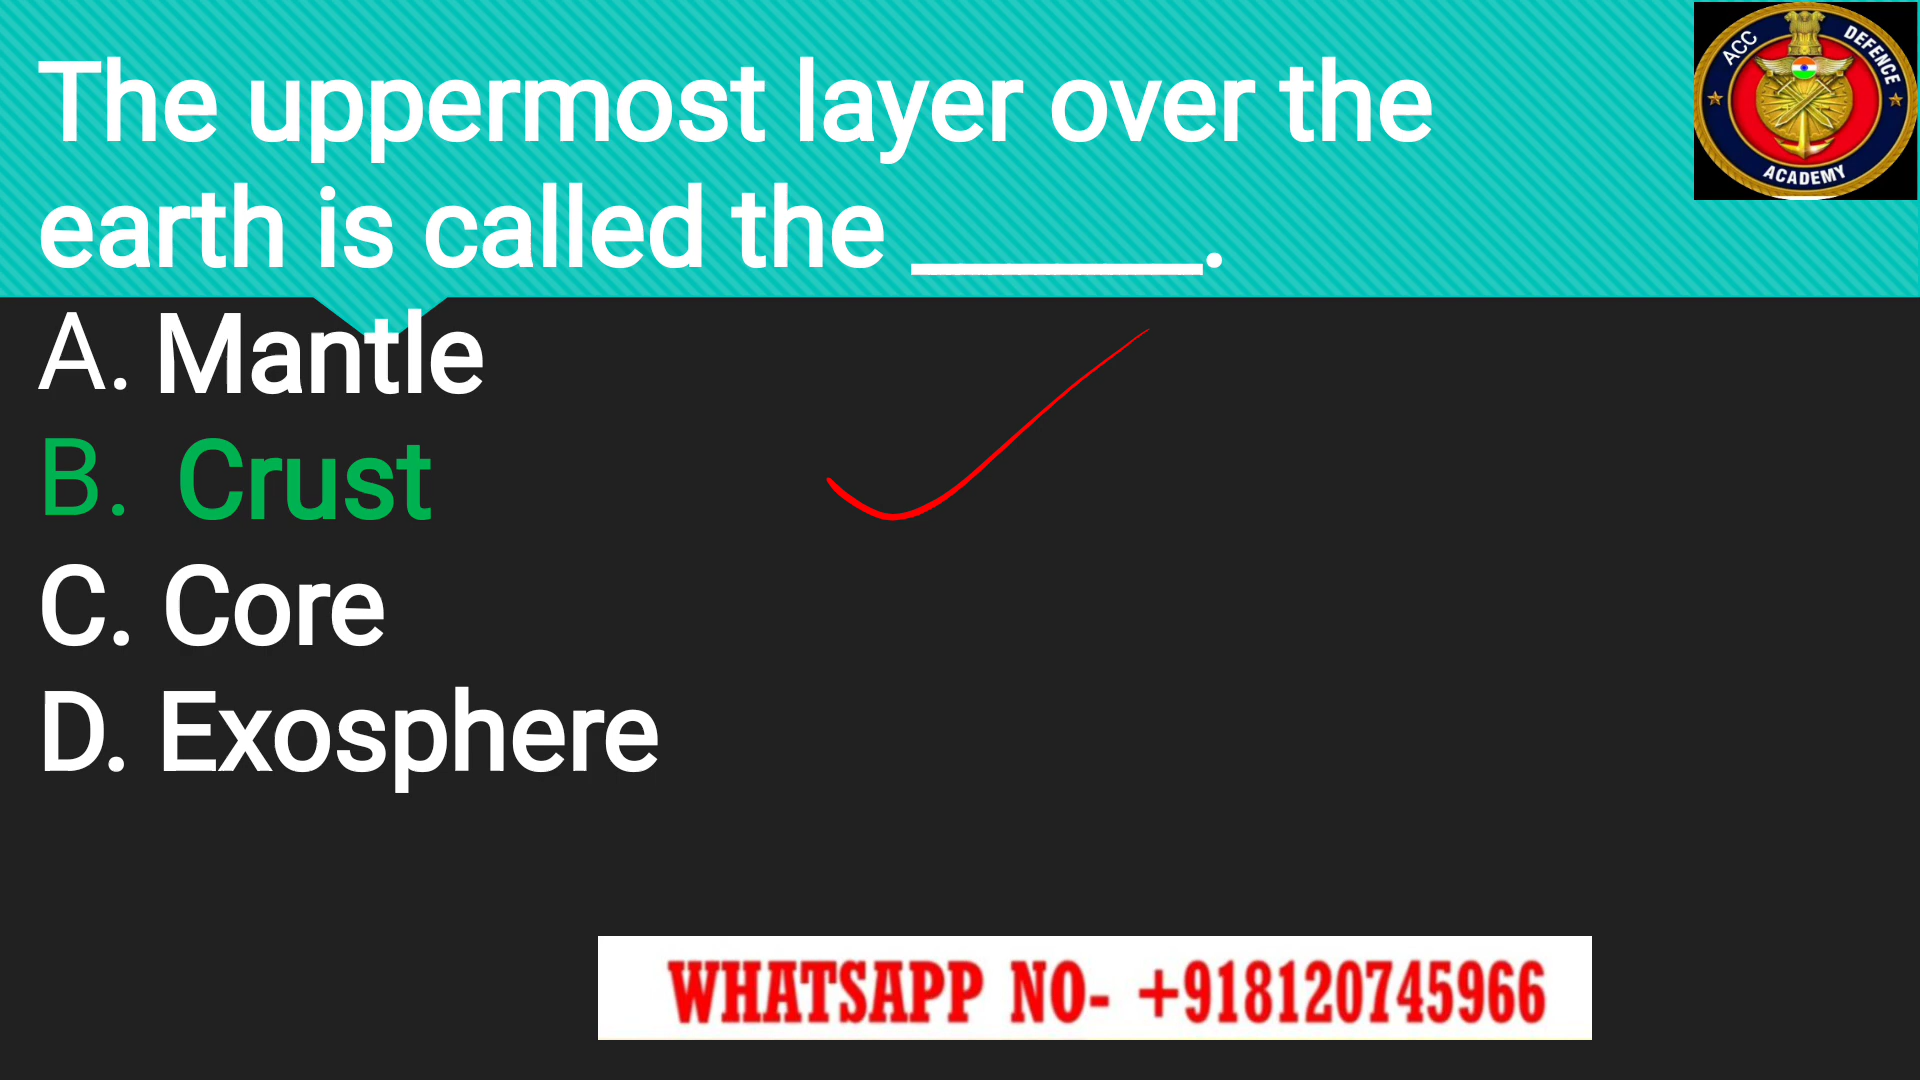 The uppermost layer over the
earth is called the ________.
A. Mantle
B. Crust
C. Core
D. Exosphere
ACC DEFENCE
ACADEMY
WHATSAPP NO- +918120745966